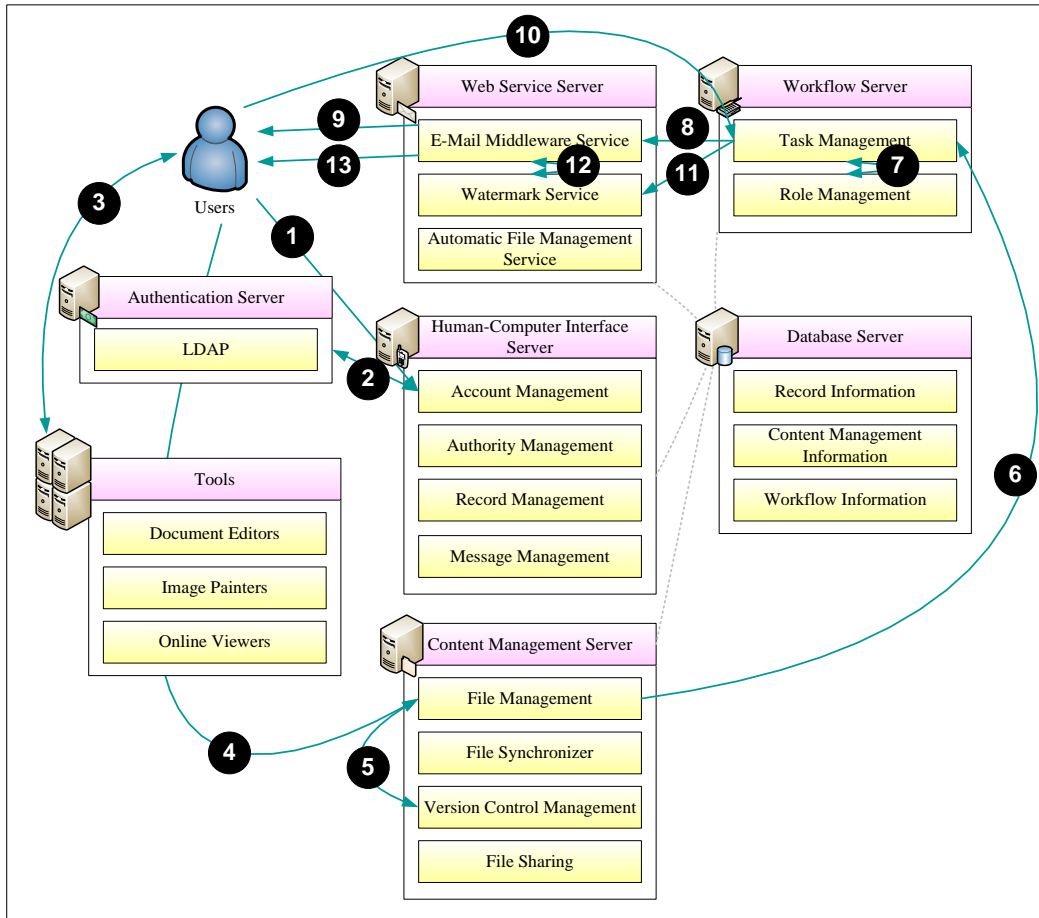 10
Web Service Server
Workflow Server
9
E-Mail Middleware Service
8
Task Management
13
12
11
7
3
Users
Watermark Service
Role Management
1
Automatic File Management
Service
Authentication Server
LDAP
2
Human-Computer Interface
Server
Database Server
Account Management
Record Information
Authority Management
Content Management
Information
Record Management
Workflow Information
Message Management
6
Tools
Document Editors
Image Painters
Online Viewers
Content Management Server
File Management
4
File Synchronizer
5
Version Control Management
File Sharing